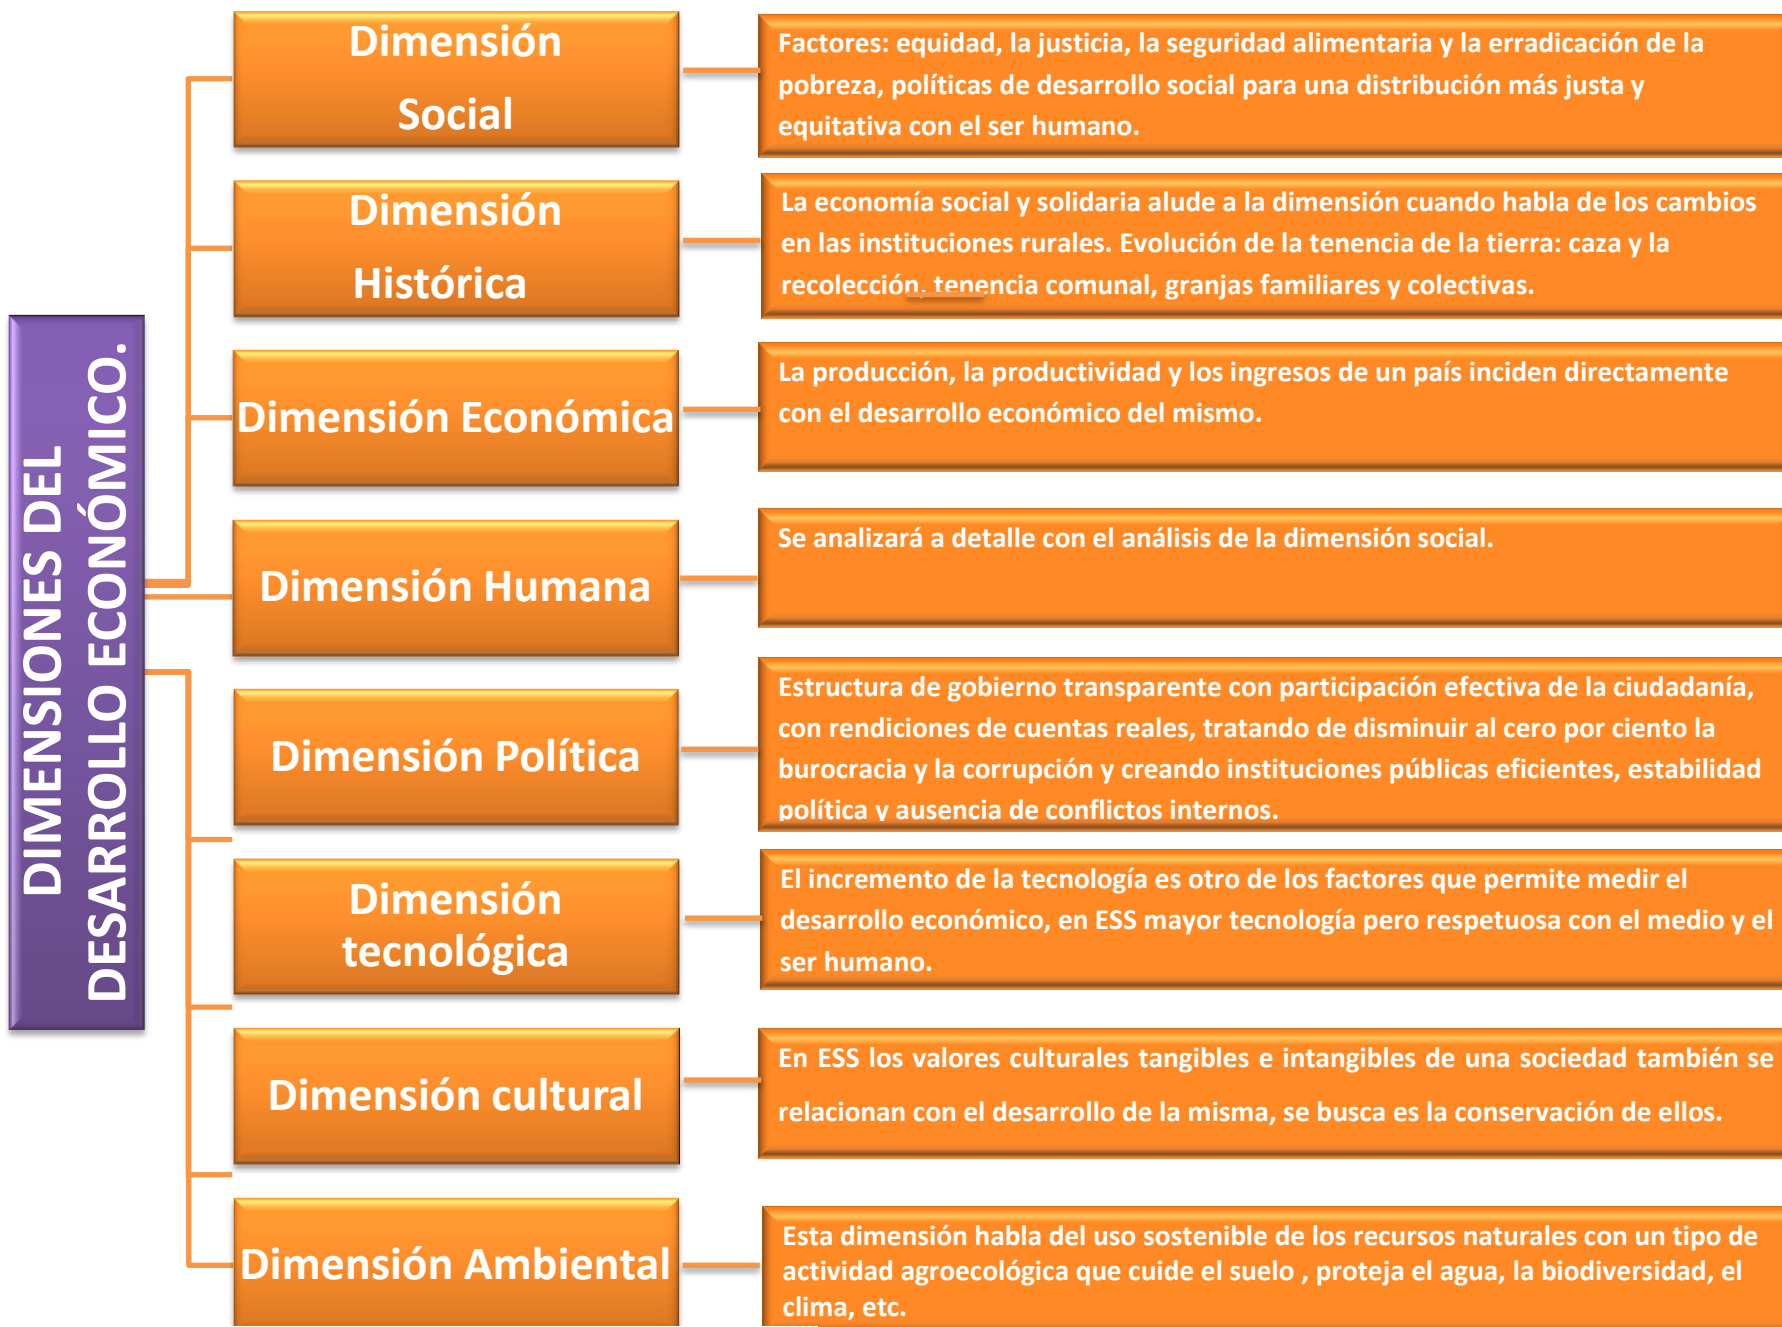 DIMENSIONES DEL
DESARROLLO ECONÓMICO.
Dimensión
Social
Factores: equidad, la justicia, la seguridad alimentaria y la erradicación de la
pobreza, políticas de desarrollo social para una distribución más justa y
equitativa con el ser humano.
Dimensión
Histórica
La economía social y solidaria alude a la dimensión cuando habla de los cambios
en las instituciones rurales. Evolución de la tenencia de la tierra: caza y la
recolección, tenencia comunal, granjas familiares y colectivas.
Dimensión Económica
La producción, la productividad y los ingresos de un país inciden directamente
con el desarrollo económico del mismo.
Dimensión Humana
Se analizará a detalle con el análisis de la dimensión social.
Dimensión Política
Estructura de gobierno transparente con participación efectiva de la ciudadanía,
con rendiciones de cuentas reales, tratando de disminuir al cero por ciento la
burocracia y la corrupción y creando instituciones públicas eficientes, estabilidad
política y ausencia de conflictos internos.
Dimensión
tecnológica
El incremento de la tecnología es otro de los factores que permite medir el
desarrollo económico, en ESS mayor tecnología pero respetuosa con el medio y el
ser humano.
Dimensión cultural
En ESS los valores culturales tangibles e intangibles de una sociedad también se
relacionan con el desarrollo de la misma, se busca es la conservación de ellos.
Dimensión Ambiental
Esta dimensión habla del uso sostenible de los recursos naturales con un tipo de
actividad agroecológica que cuide el suelo , proteja el agua, la biodiversidad, el
clima, etc.